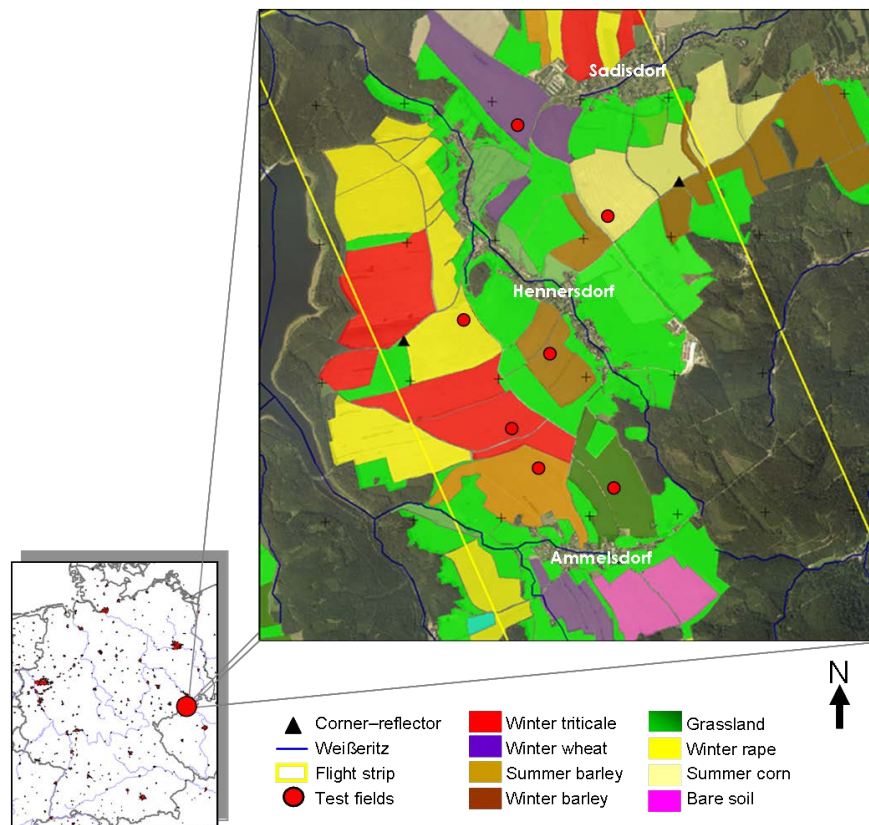 Sadisdorf
Hennersdorf
Ammelsdorf
N
Corner–reflector
Weißeritz
Flight strip
Test fields
Winter triticale
Winter wheat
Summer barley
Winter barley
Grassland
Winter rape
Summer corn
Bare soil